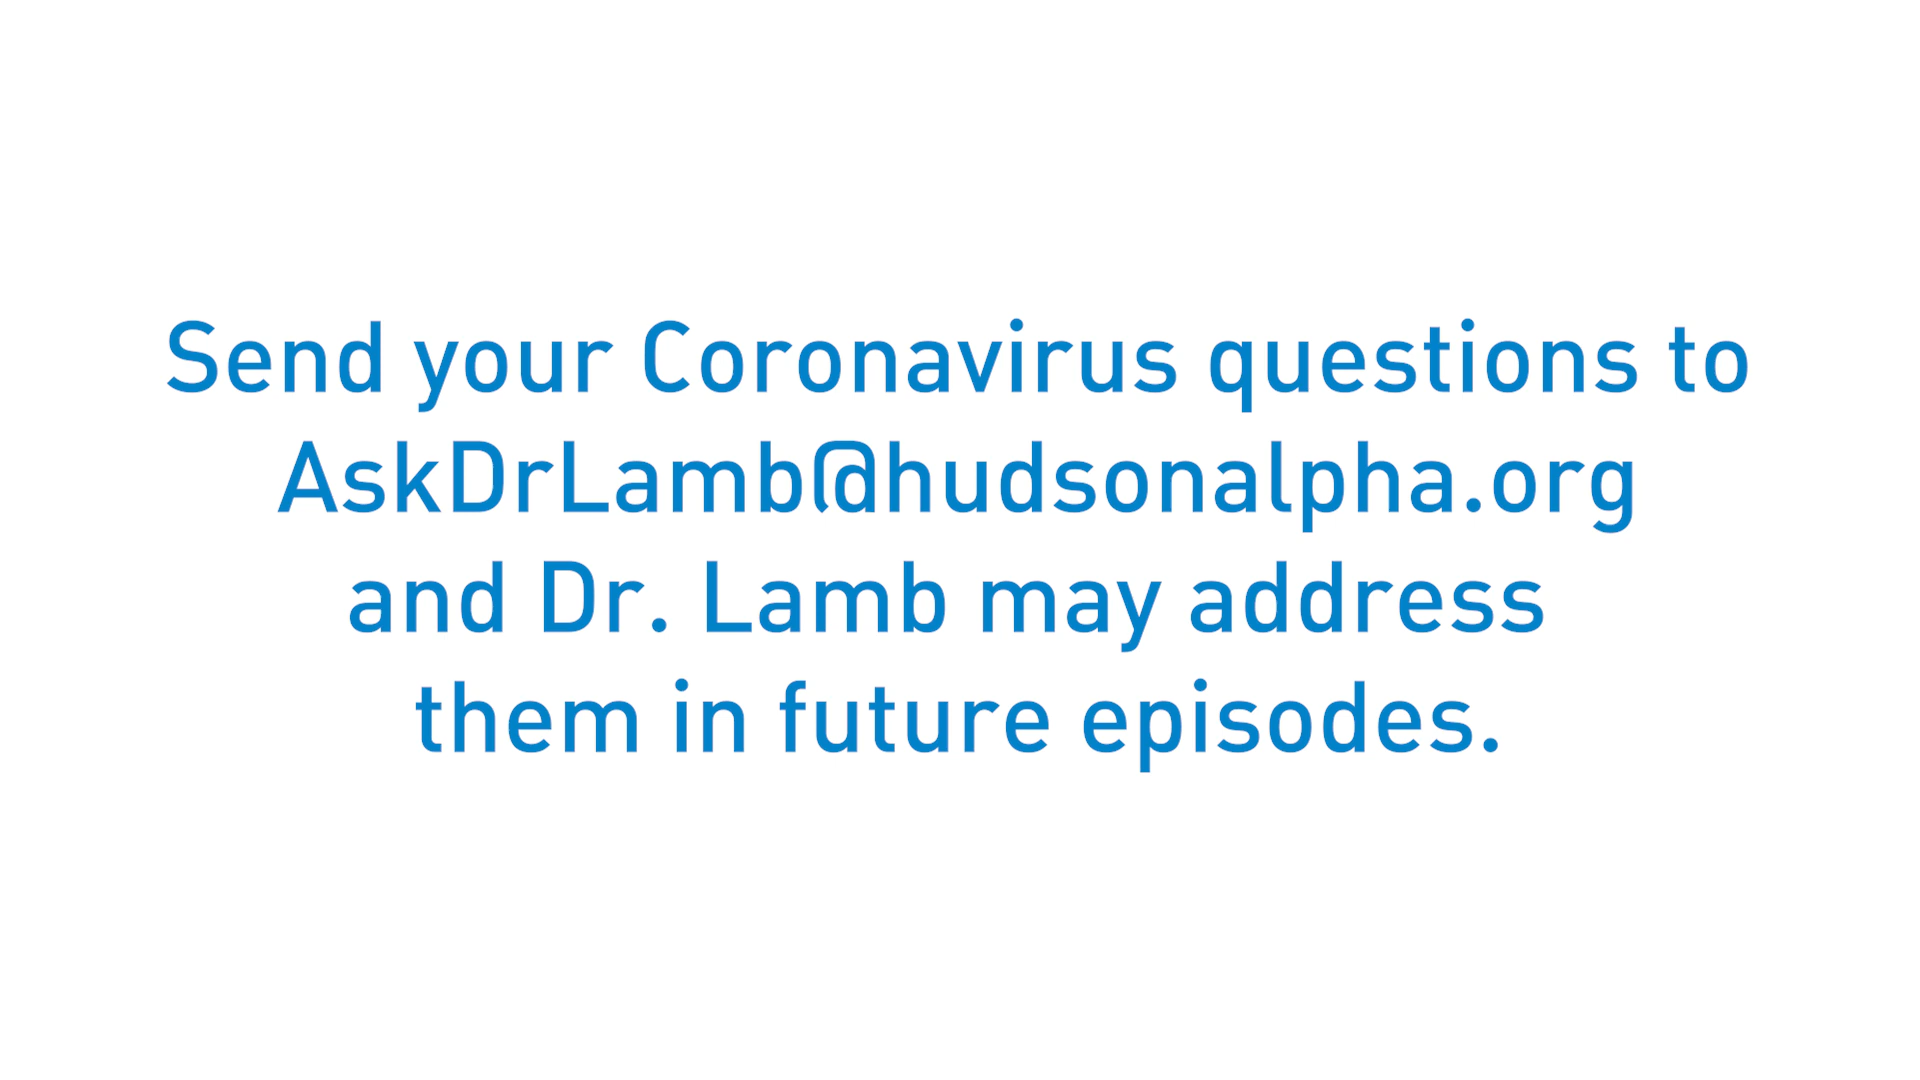 Send your Coronavirus questions to
AskDrLamb@hudsonalpha.org
and Dr. Lamb may address
them in future episodes.